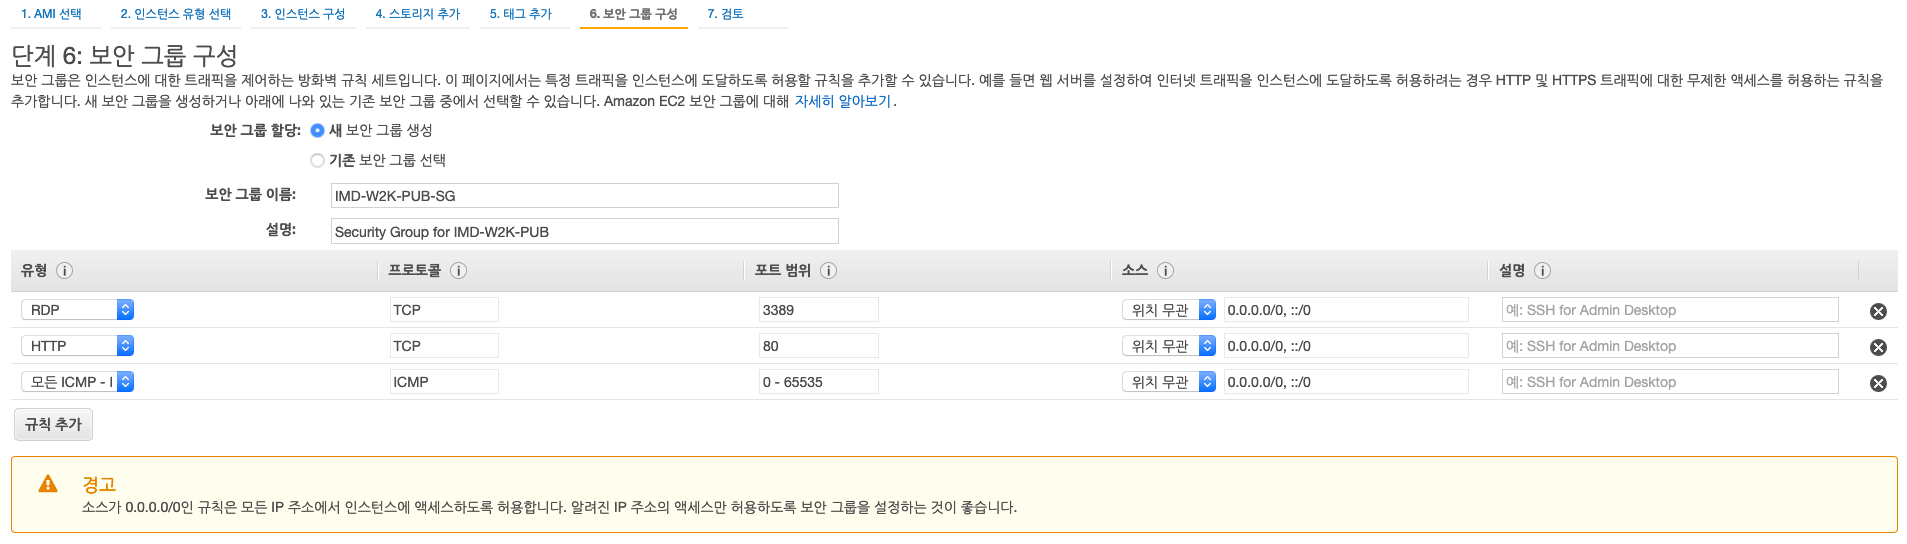 1. AMI 선택 2. 인스턴스 유형 선택 3. 인스턴스 구성 4. 스토리지 추가 5. 태그 추가 6. 보안 그룹 구성 7. 검토
단계 6: 보안 그룹 구성
보안 그룹은 인스턴스에 대한 트래픽을 제어하는 방화벽 규칙 세트입니다. 이 페이지에서는 특정 트래픽을 인스턴스에 도달하도록 허용할 규칙을 추가할 수 있습니다. 예를 들면 웹 서버를 설정하여 인터넷 트래픽을 인스턴스에 도달하도록 허용하려는 경우 HTTP 및 HTTPS 트래픽에 대한 무제한 액세스를 허용하는 규칙을
추가합니다. 새 보안 그룹을 생성하거나 아래에 나와 있는 기존 보안 그룹 중에서 선택할 수 있습니다. Amazon EC2 보안 그룹에 대해 자세히 알아보기.
보안 그룹 할당: 새 보안 그룹 생성
기존 보안 그룹 선택
보안 그룹 이름: IMD-W2K-PUB-SG
설명: Security Group for IMD-W2K-PUB
유형 i 프로토콜 i 포트 범위 i 소스 i 설명 i
RDP TCP 3389 위치 무관 0.0.0.0/0, ::/0 예: SSH for Admin Desktop
HTTP TCP 80 위치 무관 0.0.0.0/0, ::/0 예: SSH for Admin Desktop
모든 ICMP - I ICMP 0 - 65535 위치 무관 0.0.0.0/0, ::/0 예: SSH for Admin Desktop
규칙 추가
경고
소스가 0.0.0.0/0인 규칙은 모든 IP 주소에서 인스턴스에 액세스하도록 허용합니다. 알려진 IP 주소의 액세스만 허용하도록 보안 그룹을 설정하는 것이 좋습니다.